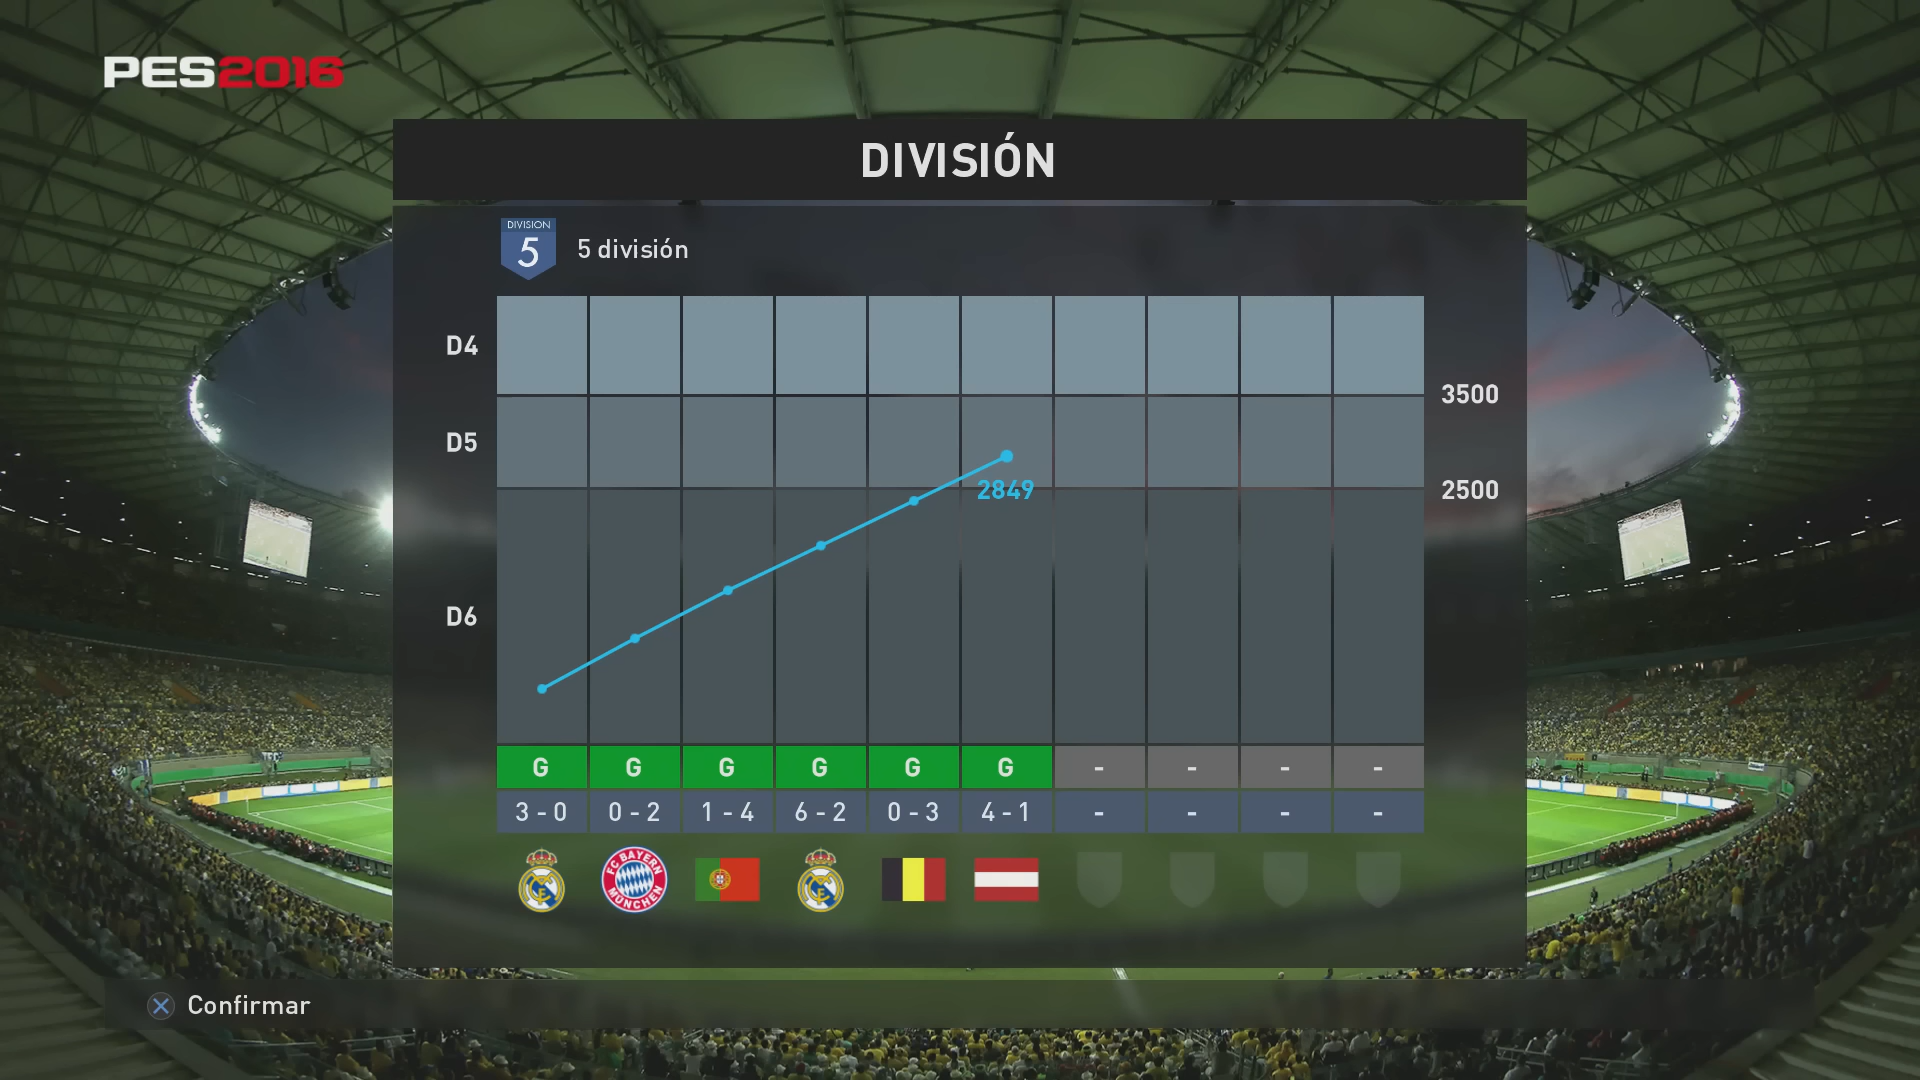 PES2016
DIVISIÓN
DIVISION
5
5 división
D4
3500
D5
2849
2500
D6
G G G G G G - - - -
3 - 0 0 - 2 1 - 4 6 - 2 0 - 3 4 - 1 - - - -
FC BAYERN
MÜNCHEN
Confirmar